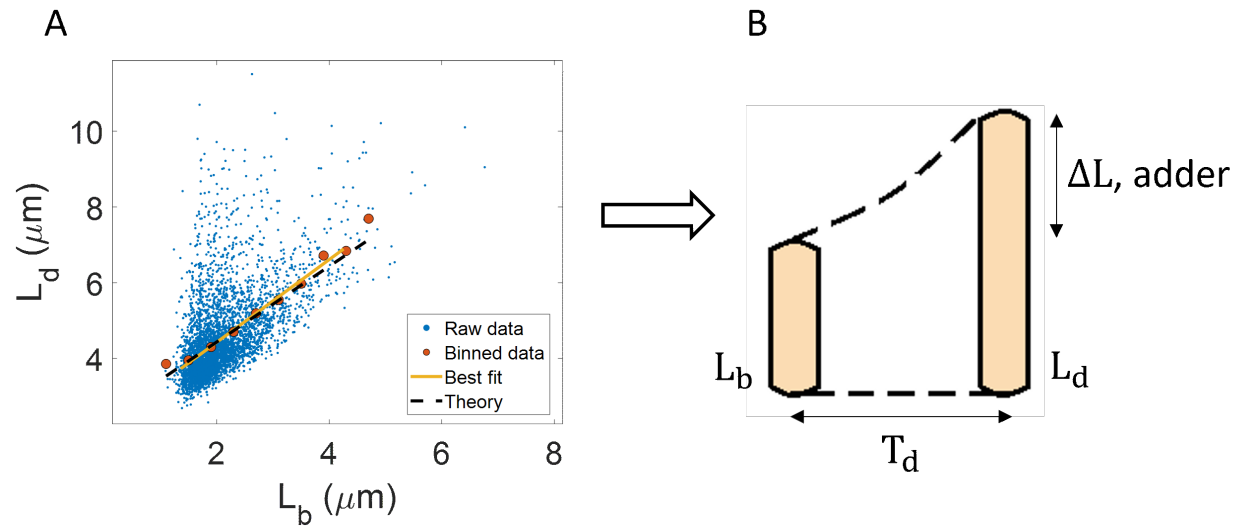 A
B
10
8
6
4
L_d (μm)
2
4
6
8
L_b (μm)
Raw data
Binned data
Best fit
Theory
ΔL, adder
L_b
L_d
T_d